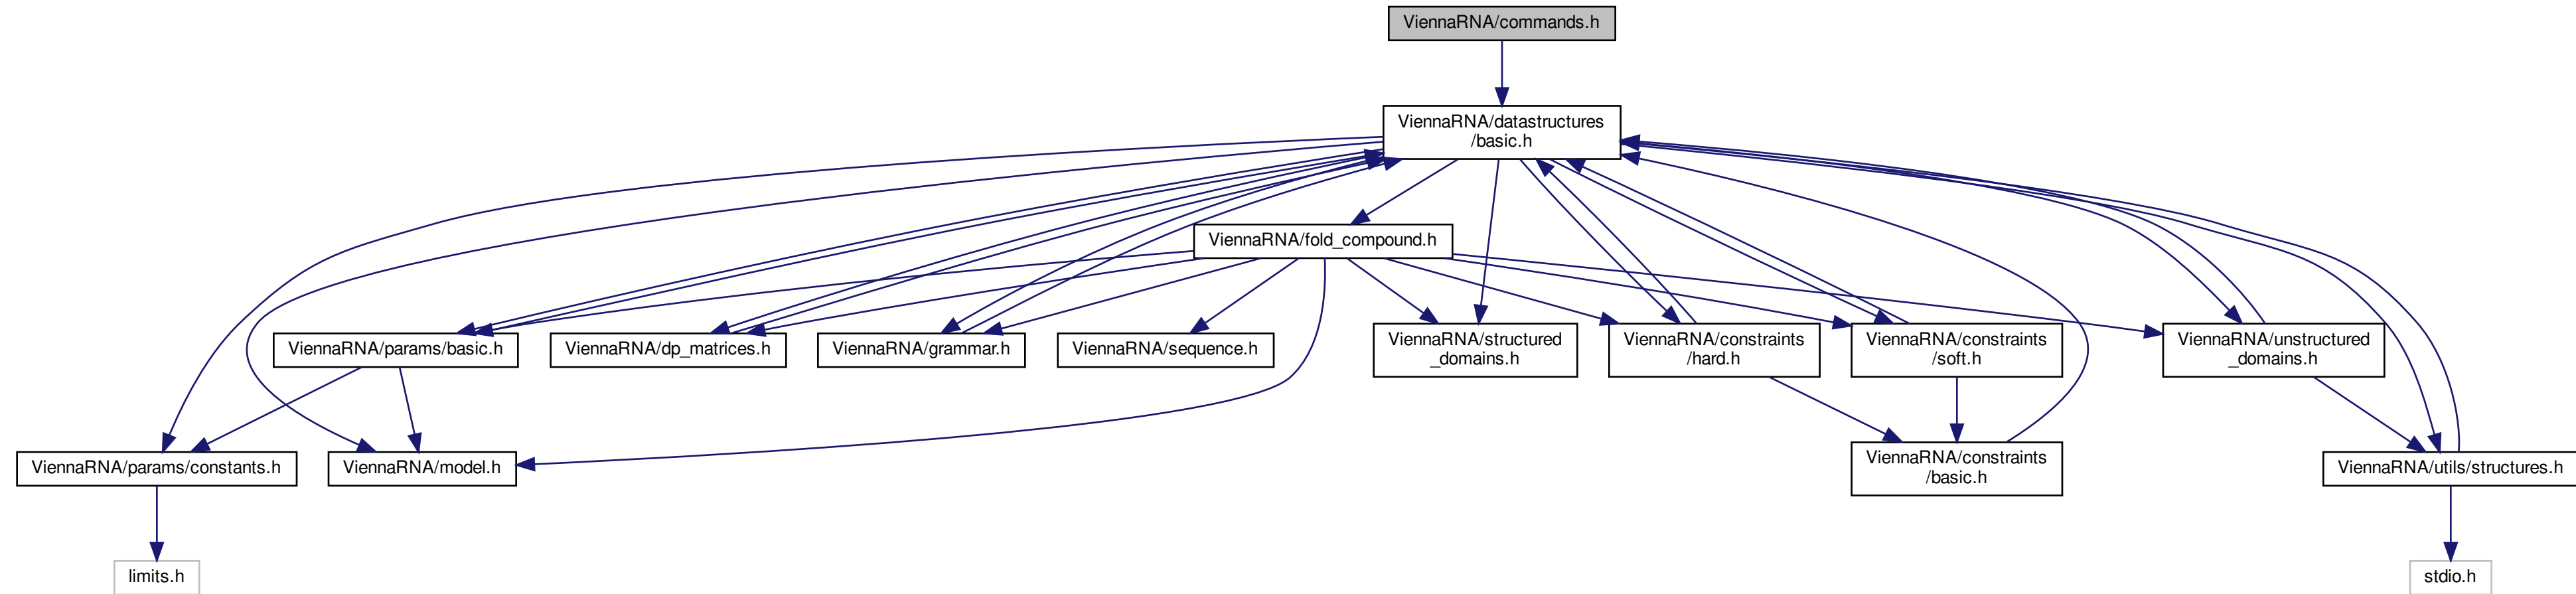 ViennaRNA/commands.h
ViennaRNA/datastructures
/basic.h
ViennaRNA/fold_compound.h
ViennaRNA/params/basic.h
ViennaRNA/dp_matrices.h
ViennaRNA/grammar.h
ViennaRNA/sequence.h
ViennaRNA/structured
_domains.h
ViennaRNA/constraints
/hard.h
ViennaRNA/constraints
/soft.h
ViennaRNA/unstructured
_domains.h
ViennaRNA/params/constants.h
ViennaRNA/model.h
ViennaRNA/constraints
/basic.h
ViennaRNA/utils/structures.h
limits.h
stdio.h